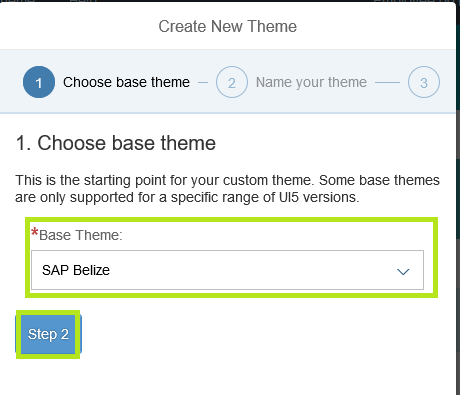 Create New Theme
1 Choose base theme 2 Name your theme 3
1. Choose base theme
This is the starting point for your custom theme. Some base themes
are only supported for a specific range of UI5 versions.
*Base Theme:
SAP Belize
Step 2